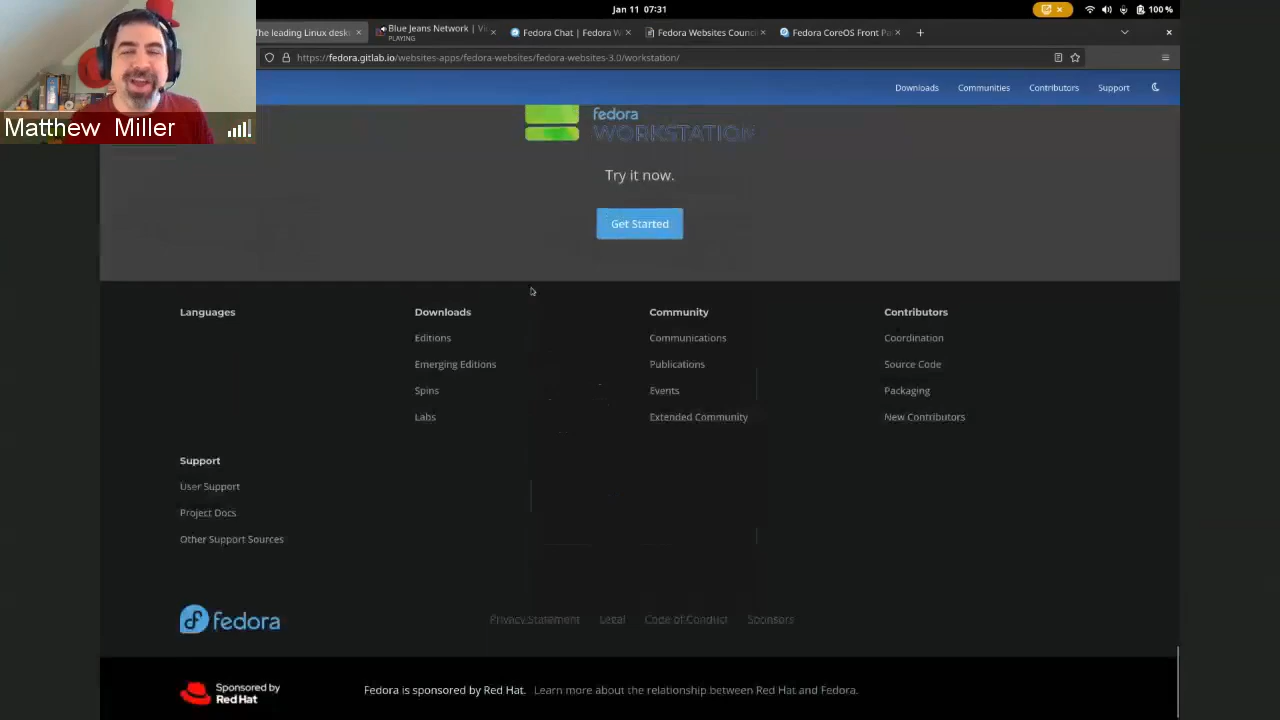 Jan 11 07:31
100 %
The leading Linux desk
Blue Jeans Network | Vi
PLAYING
Fedora Chat | Fedora W
Fedora Websites Counci
Fedora CoreOS Front Pa
https://fedora.gitlab.io/websites-apps/fedora-websites/fedora-websites-3.0/workstation/
Downloads
Communities
Contributors
Support
Matthew Miller
fedora
WORKSTATION
Try it now.
Get Started
Languages
Downloads
Editions
Emerging Editions
Spins
Labs
Community
Communications
Publications
Events
Extended Community
Contributors
Coordination
Source Code
Packaging
New Contributors
Support
User Support
Project Docs
Other Support Sources
fedora
Privacy Statement
Legal
Code of Conduct
Sponsors
Sponsored by
Red Hat
Fedora is sponsored by Red Hat. Learn more about the relationship between Red Hat and Fedora.